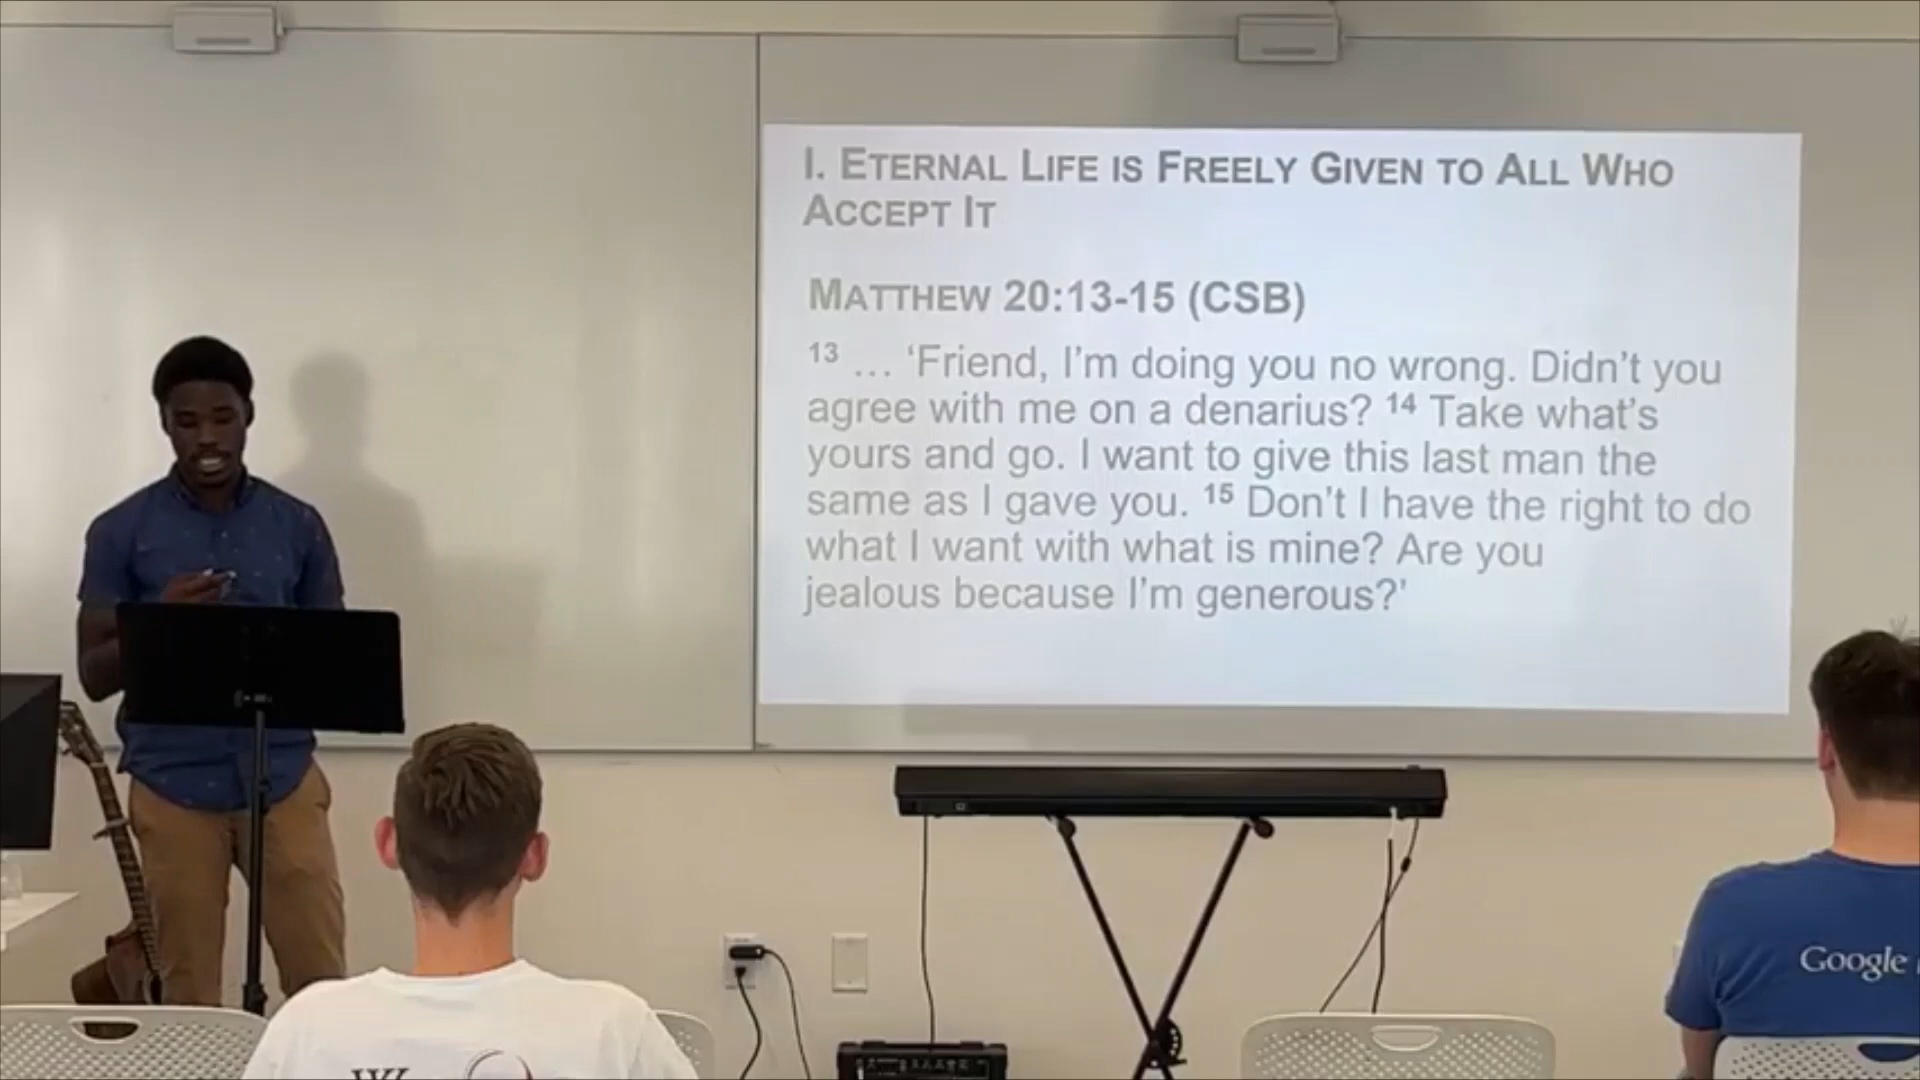 I. ETERNAL LIFE IS FREELY GIVEN TO ALL WHO
ACCEPT IT
MATTHEW 20:13-15 (CSB)
13 … ‘Friend, I’m doing you no wrong. Didn’t you
agree with me on a denarius? 14 Take what’s
yours and go. I want to give this last man the
same as I gave you. 15 Don’t I have the right to do
what I want with what is mine? Are you
jealous because I’m generous?’
Google